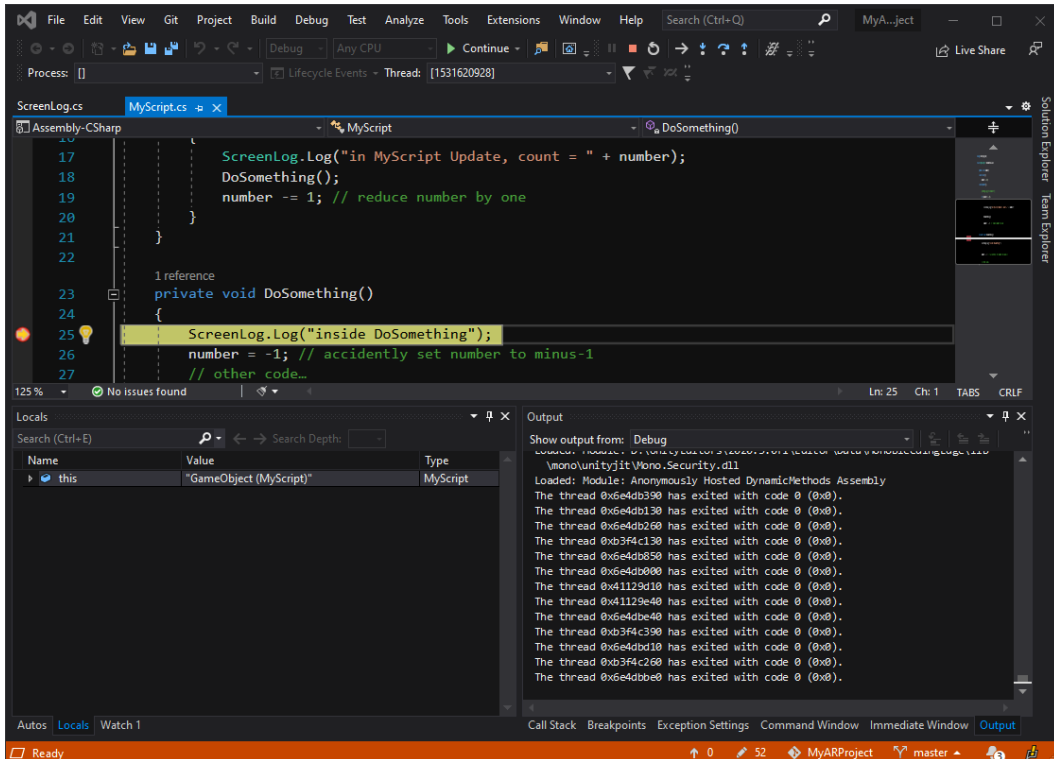 File Edit View Git Project Build Debug Test Analyze Tools Extensions Window Help Search (Ctrl+Q) MyA...ject
Debug Any CPU Continue Live Share
Process: [] Lifecycle Events Thread: [1531620928]
ScreenLog.cs MyScript.cs
Assembly-CSharp MyScript DoSomething()
16 {
17 ScreenLog.Log("in MyScript Update, count = " + number);
18 DoSomething();
19 number -= 1; // reduce number by one
20 }
21 }
22
1 reference
23 private void DoSomething()
24 {
25 ScreenLog.Log("inside DoSomething");
26 number = -1; // accidently set number to minus-1
27 // other code…
125 % No issues found Ln: 25 Ch: 1 TABS CRLF
Solution Explorer
Team Explorer
Locals
Search (Ctrl+E) Search Depth:
Name Value Type
this "GameObject (MyScript)" MyScript
Autos Locals Watch 1
Output
Show output from: Debug
\mono\unityjit\Mono.Security.dll
Loaded: Module: Anonymously Hosted DynamicMethods Assembly
The thread 0x6e4db390 has exited with code 0 (0x0).
The thread 0x6e4db130 has exited with code 0 (0x0).
The thread 0x6e4db260 has exited with code 0 (0x0).
The thread 0xb3f4c130 has exited with code 0 (0x0).
The thread 0x6e4db850 has exited with code 0 (0x0).
The thread 0x6e4db000 has exited with code 0 (0x0).
The thread 0x41129d10 has exited with code 0 (0x0).
The thread 0x41129e40 has exited with code 0 (0x0).
The thread 0x6e4dbe40 has exited with code 0 (0x0).
The thread 0xb3f4c390 has exited with code 0 (0x0).
The thread 0x6e4dbd10 has exited with code 0 (0x0).
The thread 0xb3f4c260 has exited with code 0 (0x0).
The thread 0x6e4dbbe0 has exited with code 0 (0x0).
Call Stack Breakpoints Exception Settings Command Window Immediate Window Output
Ready 0 52 MyARProject master 3